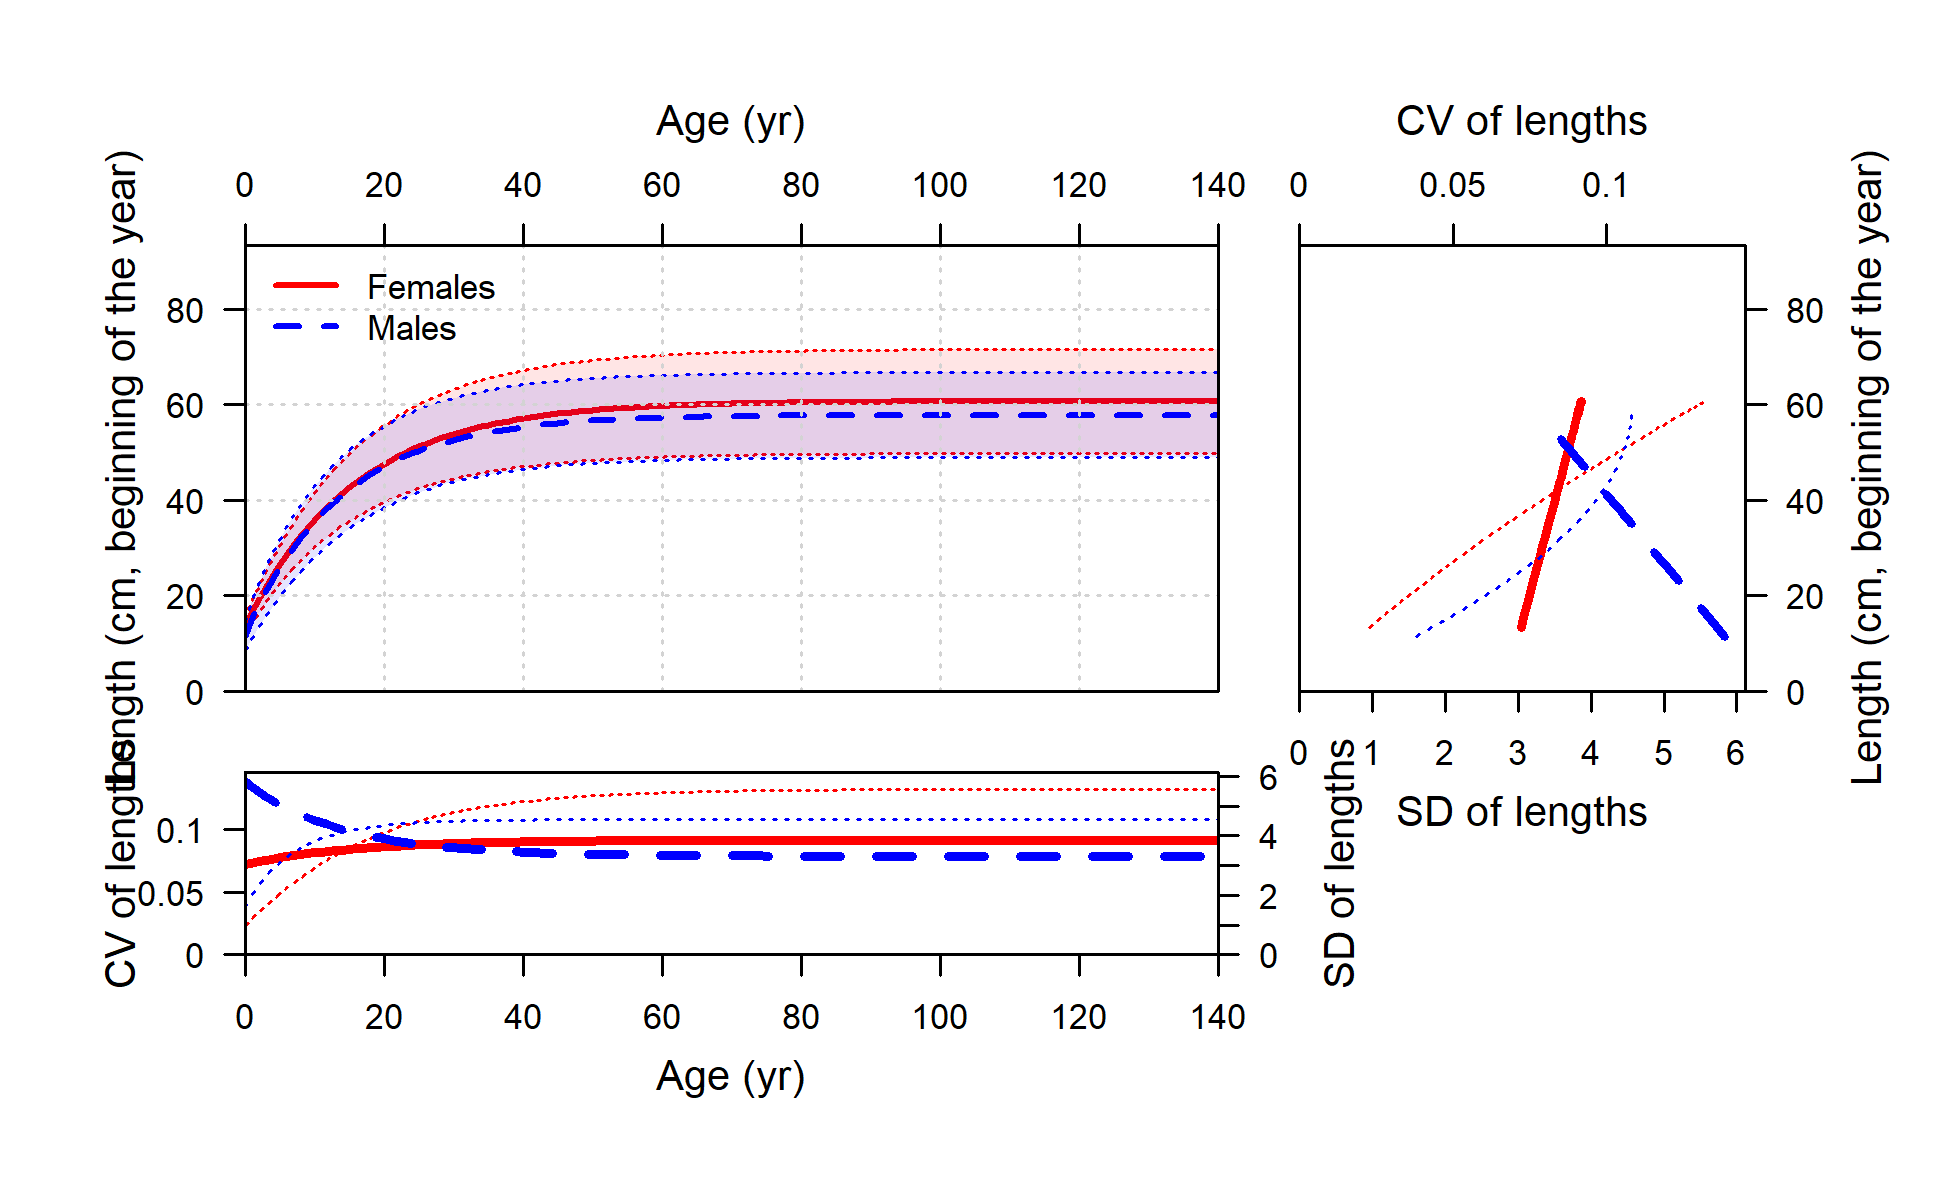 Age (yr)
CV of lengths
0 20 40 60 80 100 120 140
0 0.05 0.1
Length (cm, beginning of the year)
80
60
40
20
0
Females
Males
80
60
40
20
0
Length (cm, beginning of the year)
0 1 2 3 4 5 6
SD of lengths
CV of lengths
0.1
0.05
0
6
4
2
0
SD of lengths
0 20 40 60 80 100 120 140
Age (yr)